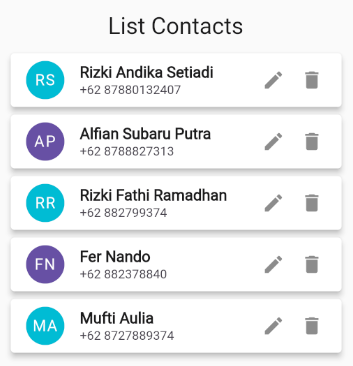 List Contacts
RS
Rizki Andika Setiadi
+62 87880132407
AP
Alfian Subaru Putra
+62 8788827313
RR
Rizki Fathi Ramadhan
+62 882799374
FN
Fer Nando
+62 882378840
MA
Mufti Aulia
+62 8727889374